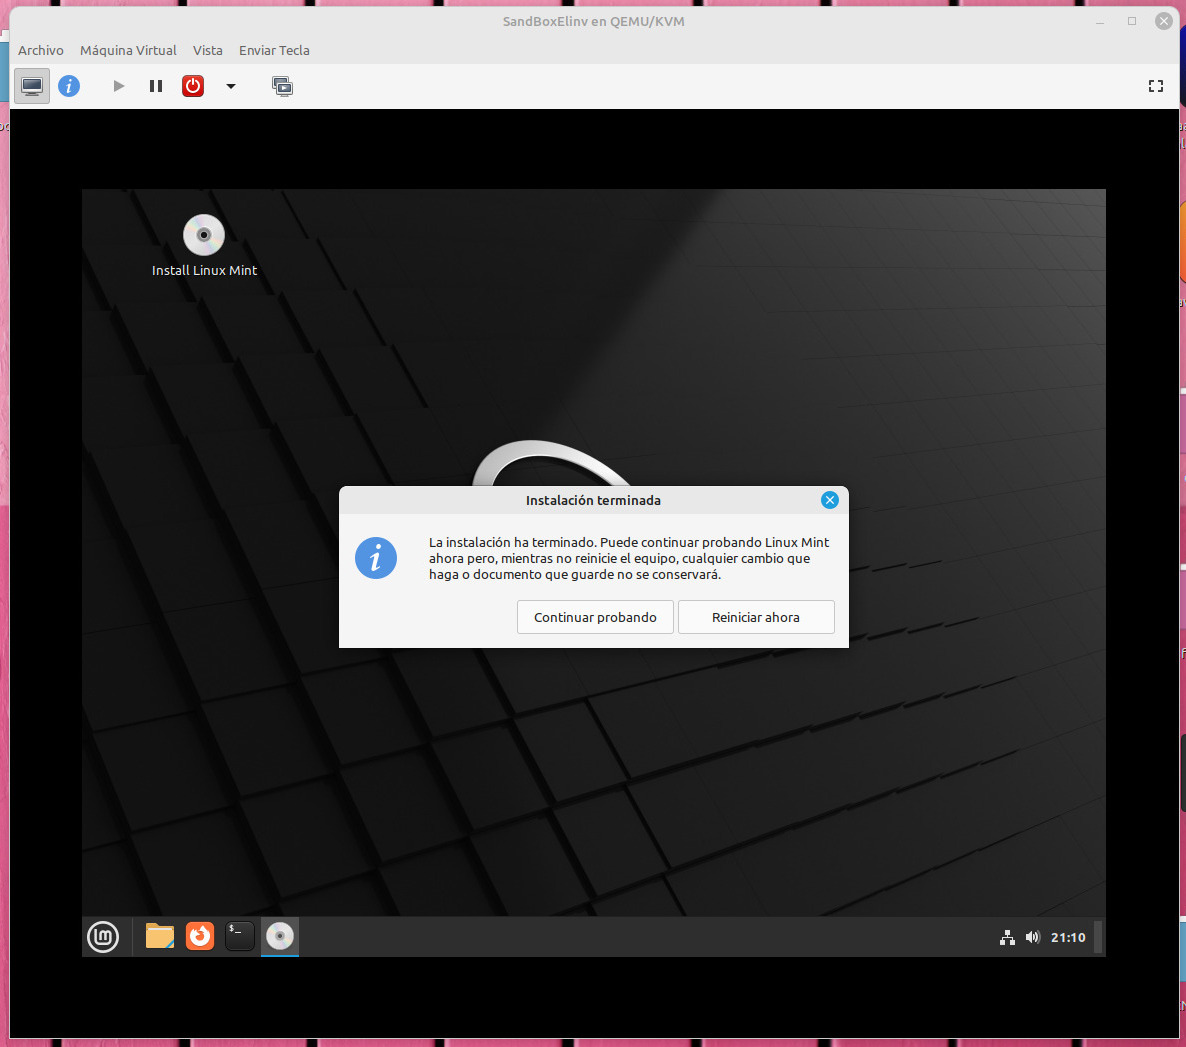 SandBoxElinv en QEMU/KVM
Archivo Máquina Virtual Vista Enviar Tecla
Install Linux Mint
Instalación terminada
La instalación ha terminado. Puede continuar probando Linux Mint
ahora pero, mientras no reinicie el equipo, cualquier cambio que
haga o documento que guarde no se conservará.
Continuar probando Reiniciar ahora
21:10